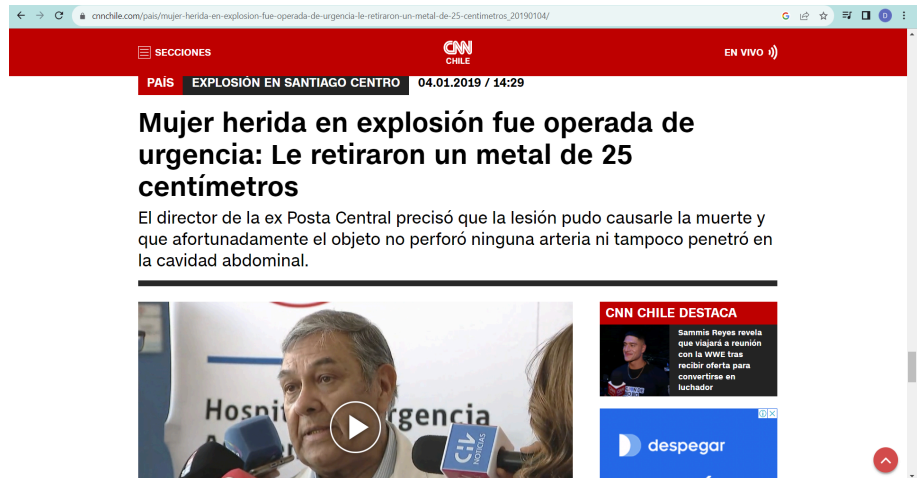 cnnchile.com/pais/mujer-herida-en-explosion-fue-operada-de-urgencia-le-retiraron-un-metal-de-25-centimetros_20190104/
G
D
SECCIONES
CNN
CHILE
EN VIVO
PAÍS EXPLOSIÓN EN SANTIAGO CENTRO 04.01.2019 / 14:29
Mujer herida en explosión fue operada de
urgencia: Le retiraron un metal de 25
centímetros
El director de la ex Posta Central precisó que la lesión pudo causarle la muerte y
que afortunadamente el objeto no perforó ninguna arteria ni tampoco penetró en
la cavidad abdominal.
Hospi rgencia
CHV
NOTICIAS
CNN CHILE DESTACA
Sammis Reyes revela
que viajará a reunión
con la WWE tras
recibir oferta para
convertirse en
luchador
despegar